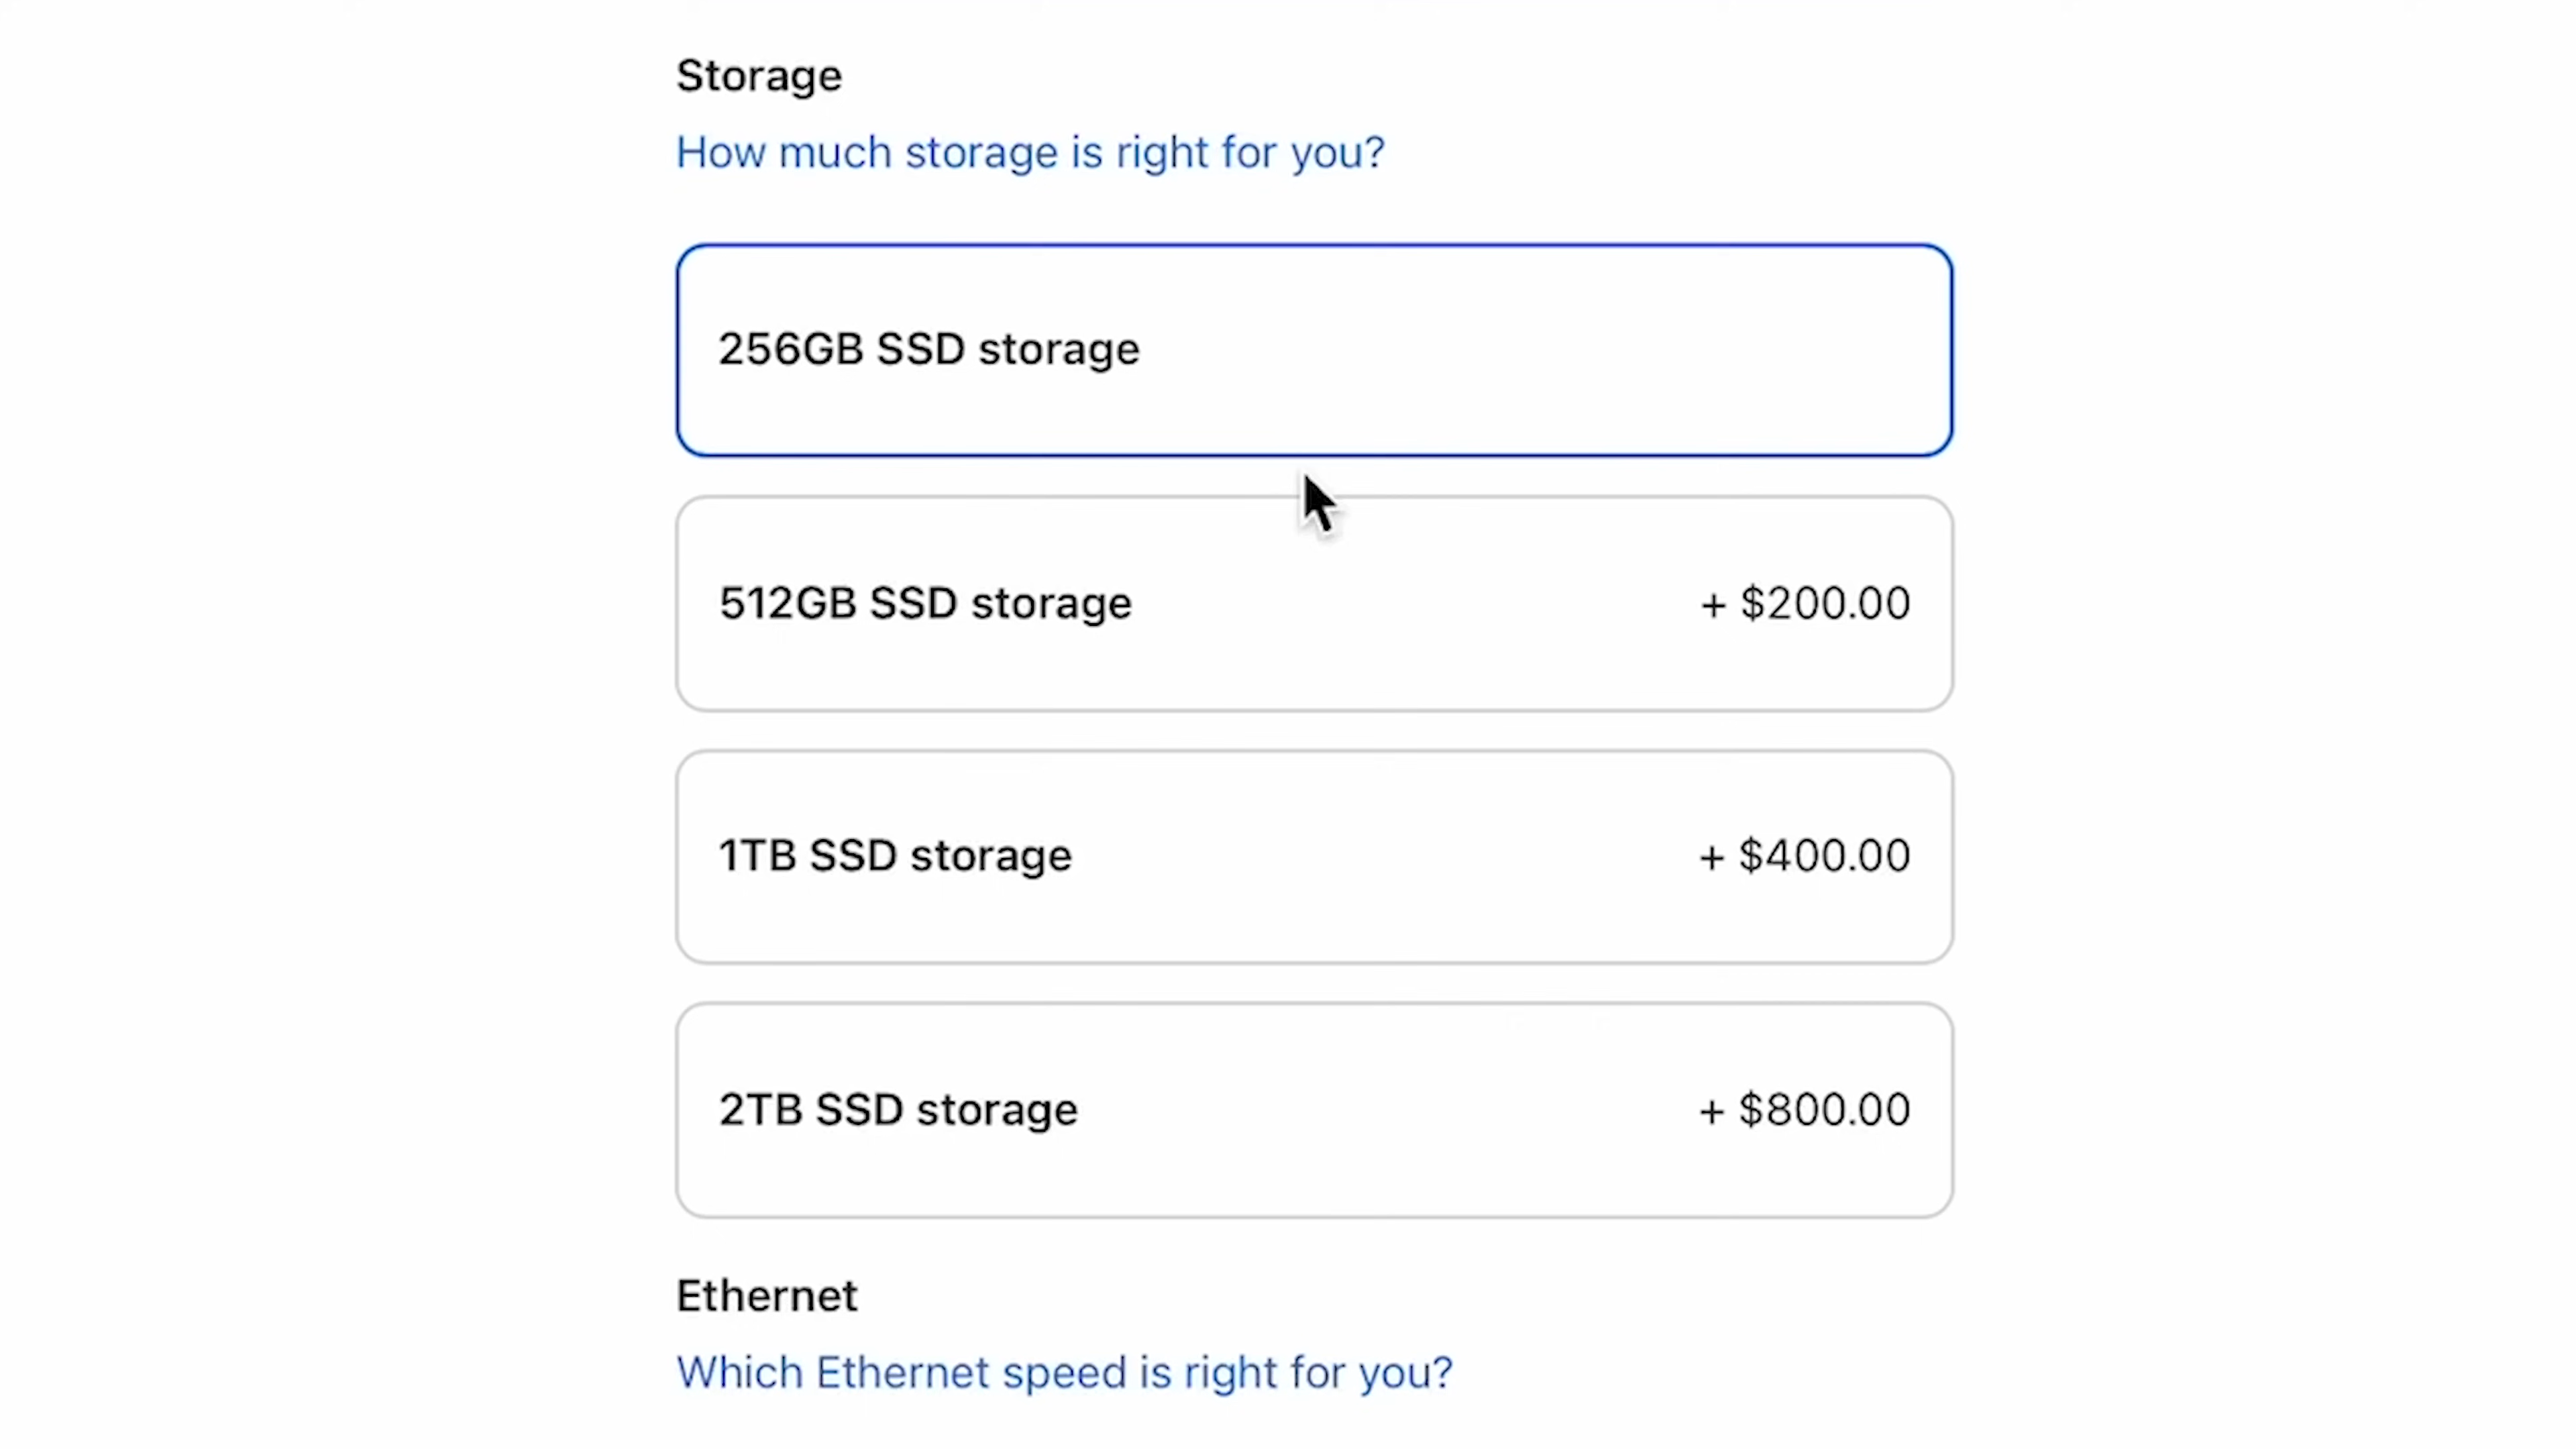 Storage
How much storage is right for you?
256GB SSD storage
512GB SSD storage + $200.00
1TB SSD storage + $400.00
2TB SSD storage + $800.00
Ethernet
Which Ethernet speed is right for you?